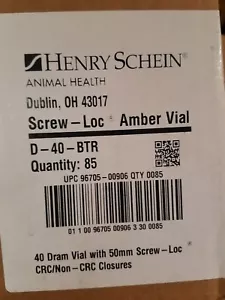 HENRY SCHEIN®
ANIMAL HEALTH
Dublin, OH 43017
Screw-Loc® Amber Vial
D-40-BTR
Quantity: 85
UPC 96705-00906 QTY 0085
01 1 00 96705 00906 3 30 0085
40 Dram Vial with 50mm Screw-Loc®
CRC/Non-CRC Closures